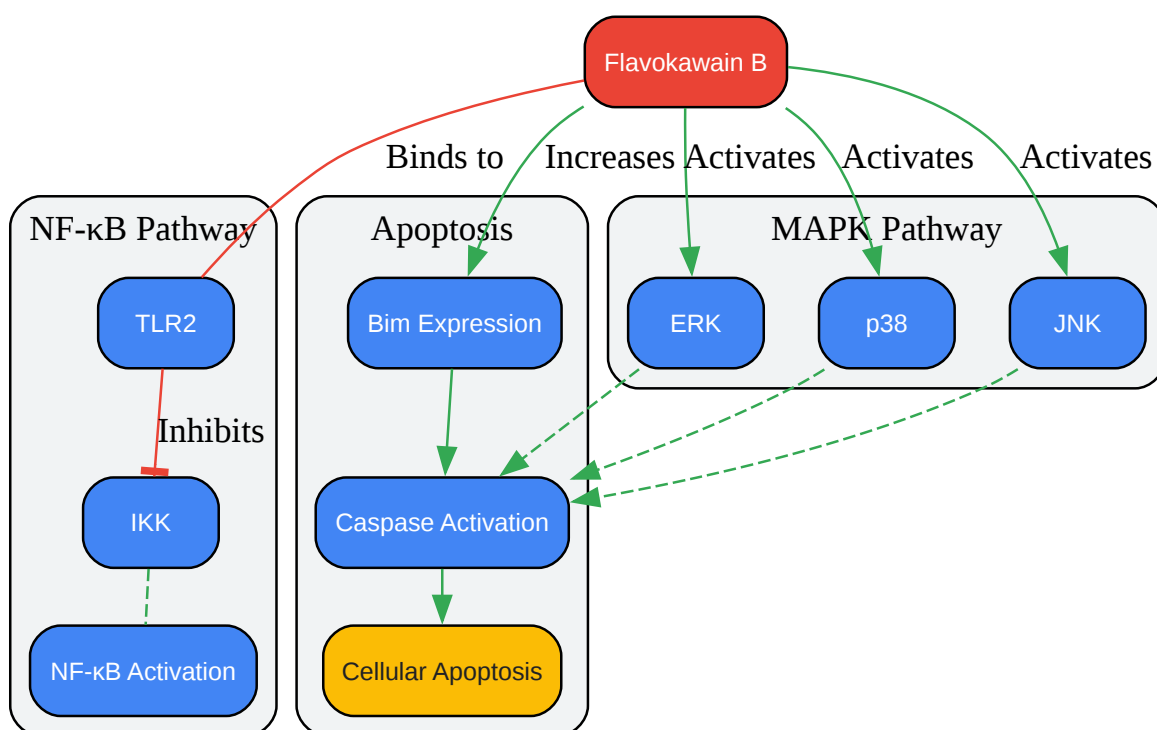 Flavokawain B
Binds to
Increases
Activates
Activates
Activates
NF-κB Pathway
Apoptosis
MAPK Pathway
TLR2
Bim Expression
ERK
p38
JNK
Inhibits
IKK
Caspase Activation
NF-κB Activation
Cellular Apoptosis